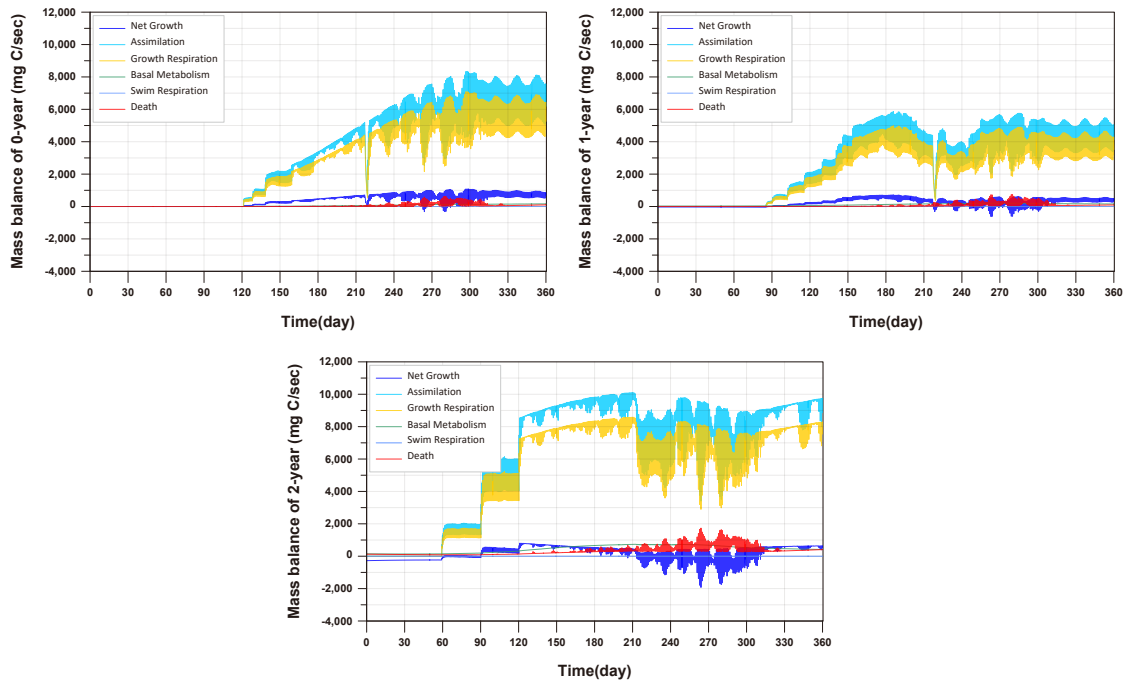 Mass balance of 0-year (mg C/sec)
12,000
10,000
8,000
6,000
4,000
2,000
0
-2,000
-4,000
Net Growth
Assimilation
Growth Respiration
Basal Metabolism
Swim Respiration
Death
0 30 60 90 120 150 180 210 240 270 300 330 360
Time(day)
Mass balance of 1-year (mg C/sec)
12,000
10,000
8,000
6,000
4,000
2,000
0
-2,000
-4,000
Net Growth
Assimilation
Growth Respiration
Basal Metabolism
Swim Respiration
Death
0 30 60 90 120 150 180 210 240 270 300 330 360
Time(day)
Mass balance of 2-year (mg C/sec)
12,000
10,000
8,000
6,000
4,000
2,000
0
-2,000
-4,000
Net Growth
Assimilation
Growth Respiration
Basal Metabolism
Swim Respiration
Death
0 30 60 90 120 150 180 210 240 270 300 330 360
Time(day)